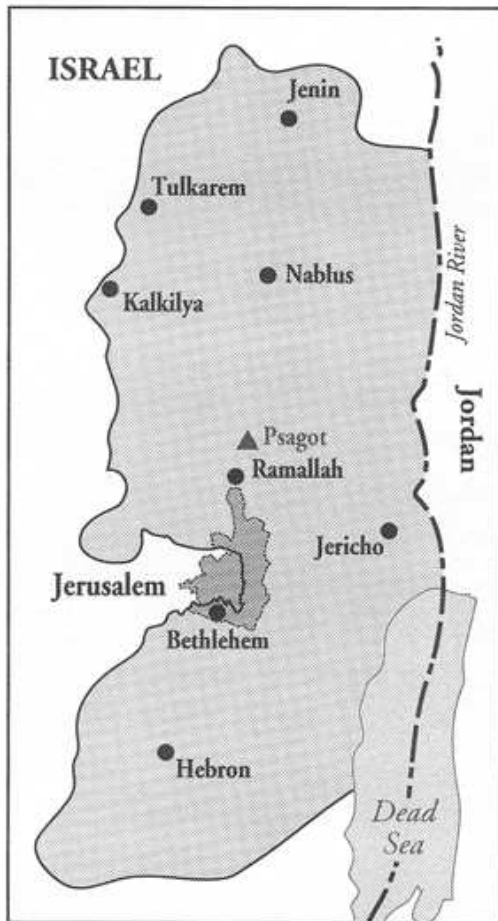 ISRAEL
Jenin
Tulkarem
Nablus
Kalkilya
Jordan River
Jordan
Psagot
Ramallah
Jericho
Jerusalem
Bethlehem
Hebron
Dead
Sea